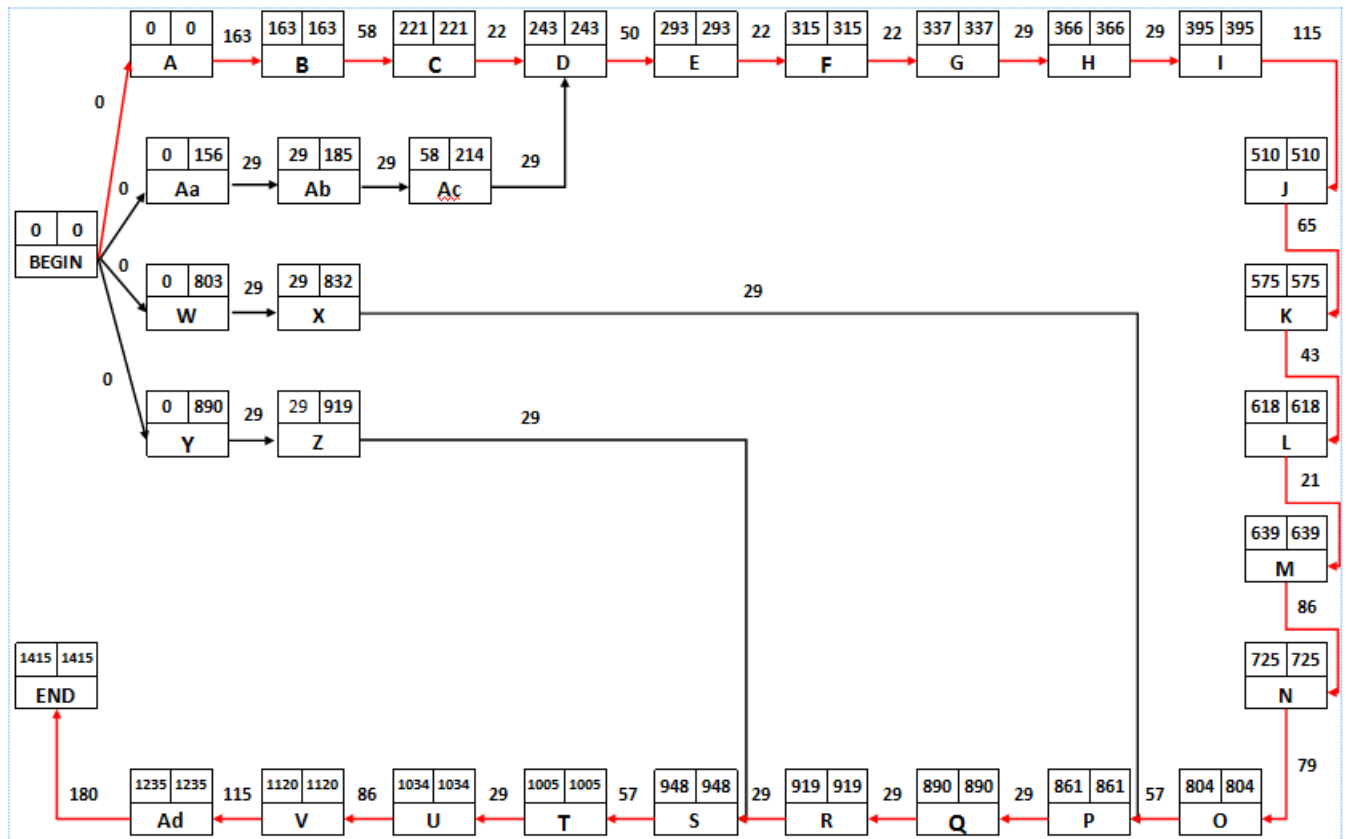 0 0 163 163 163 58 221 221 22 243 243 50 293 293 22 315 315 22 337 337 29 366 366 29 395 395 115
A B C D E F G H I
0
0 156 29 29 185 29 58 214 29 510 510
0 Aa Ab Ac J
0 0 65
BEGIN
0 0 803 29 29 832 29 575 575
W X K
43
0 0 890 29 29 919 29 618 618
Y Z L
21
639 639
M
86
1415 1415 725 725
END N
79
180 1235 1235 115 1120 1120 86 1034 1034 29 1005 1005 57 948 948 29 919 919 29 890 890 29 861 861 57 804 804
Ad V U T S R Q P O